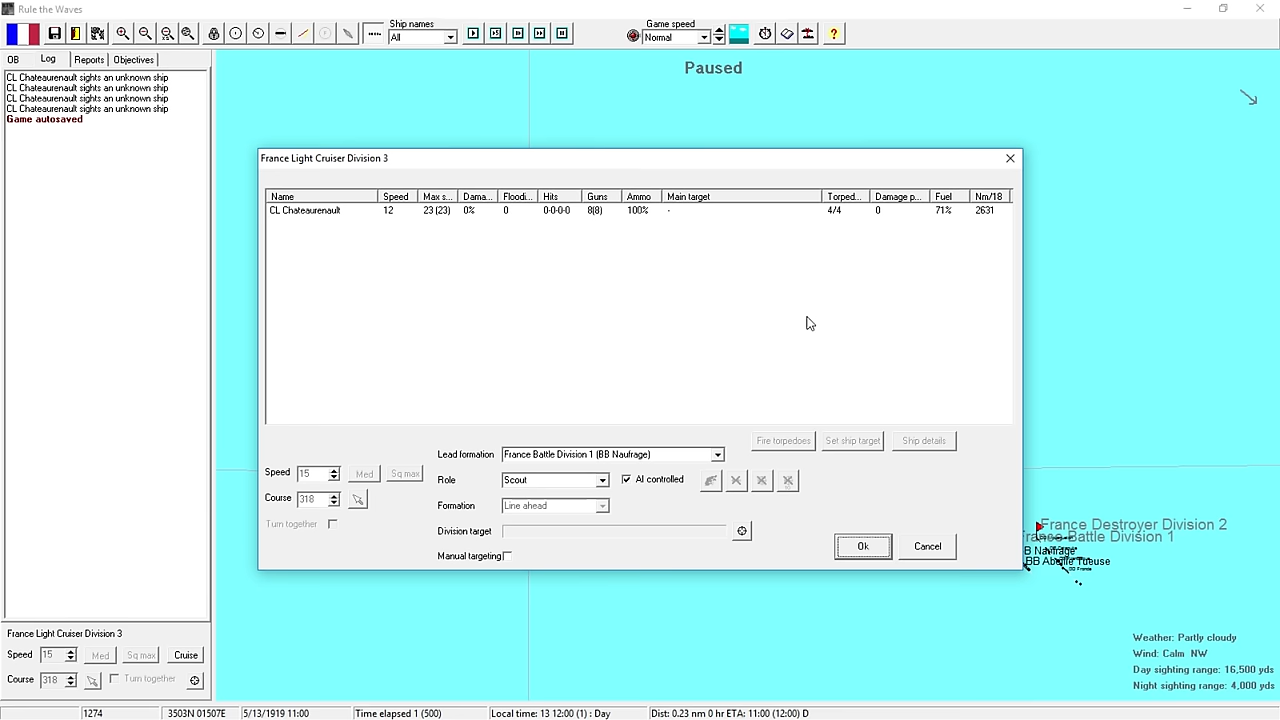 Rule the Waves
Ship names
All
Game speed
Normal
OB Log Reports Objectives
Paused
CL Chateaurenault sights an unknown ship
CL Chateaurenault sights an unknown ship
CL Chateaurenault sights an unknown ship
CL Chateaurenault sights an unknown ship
Game autosaved
France Light Cruiser Division 3
Name Speed Max s... Dama... Floodi... Hits Guns Ammo Main target Torped... Damage p... Fuel Nm/18
CL Chateaurenault 12 23 (23) 0% 0 0-0-0-0 8(8) 100% - 4/4 0 71% 2631
Fire torpedoes Set ship target Ship details
Lead formation France Battle Division 1 (BB Naufrage)
Speed 15 Med Sq max
Role Scout AI controlled
Course 318
Formation Line ahead
Turn together
Division target
Manual targeting
Ok Cancel
France Destroyer Division 2
France Battle Division 1
B Naufrage
BB Abeille Tueuse
France Light Cruiser Division 3
Speed 15 Med Sq max Cruise
Course 318 Turn together
Weather: Partly cloudy
Wind: Calm NW
Day sighting range: 16,500 yds
Night sighting range: 4,000 yds
1274 3503N 01507E 5/13/1919 11:00 Time elapsed 1 (500) Local time: 13 12:00 (1) : Day Dist: 0.23 nm 0 hr ETA: 11:00 (12:00) D